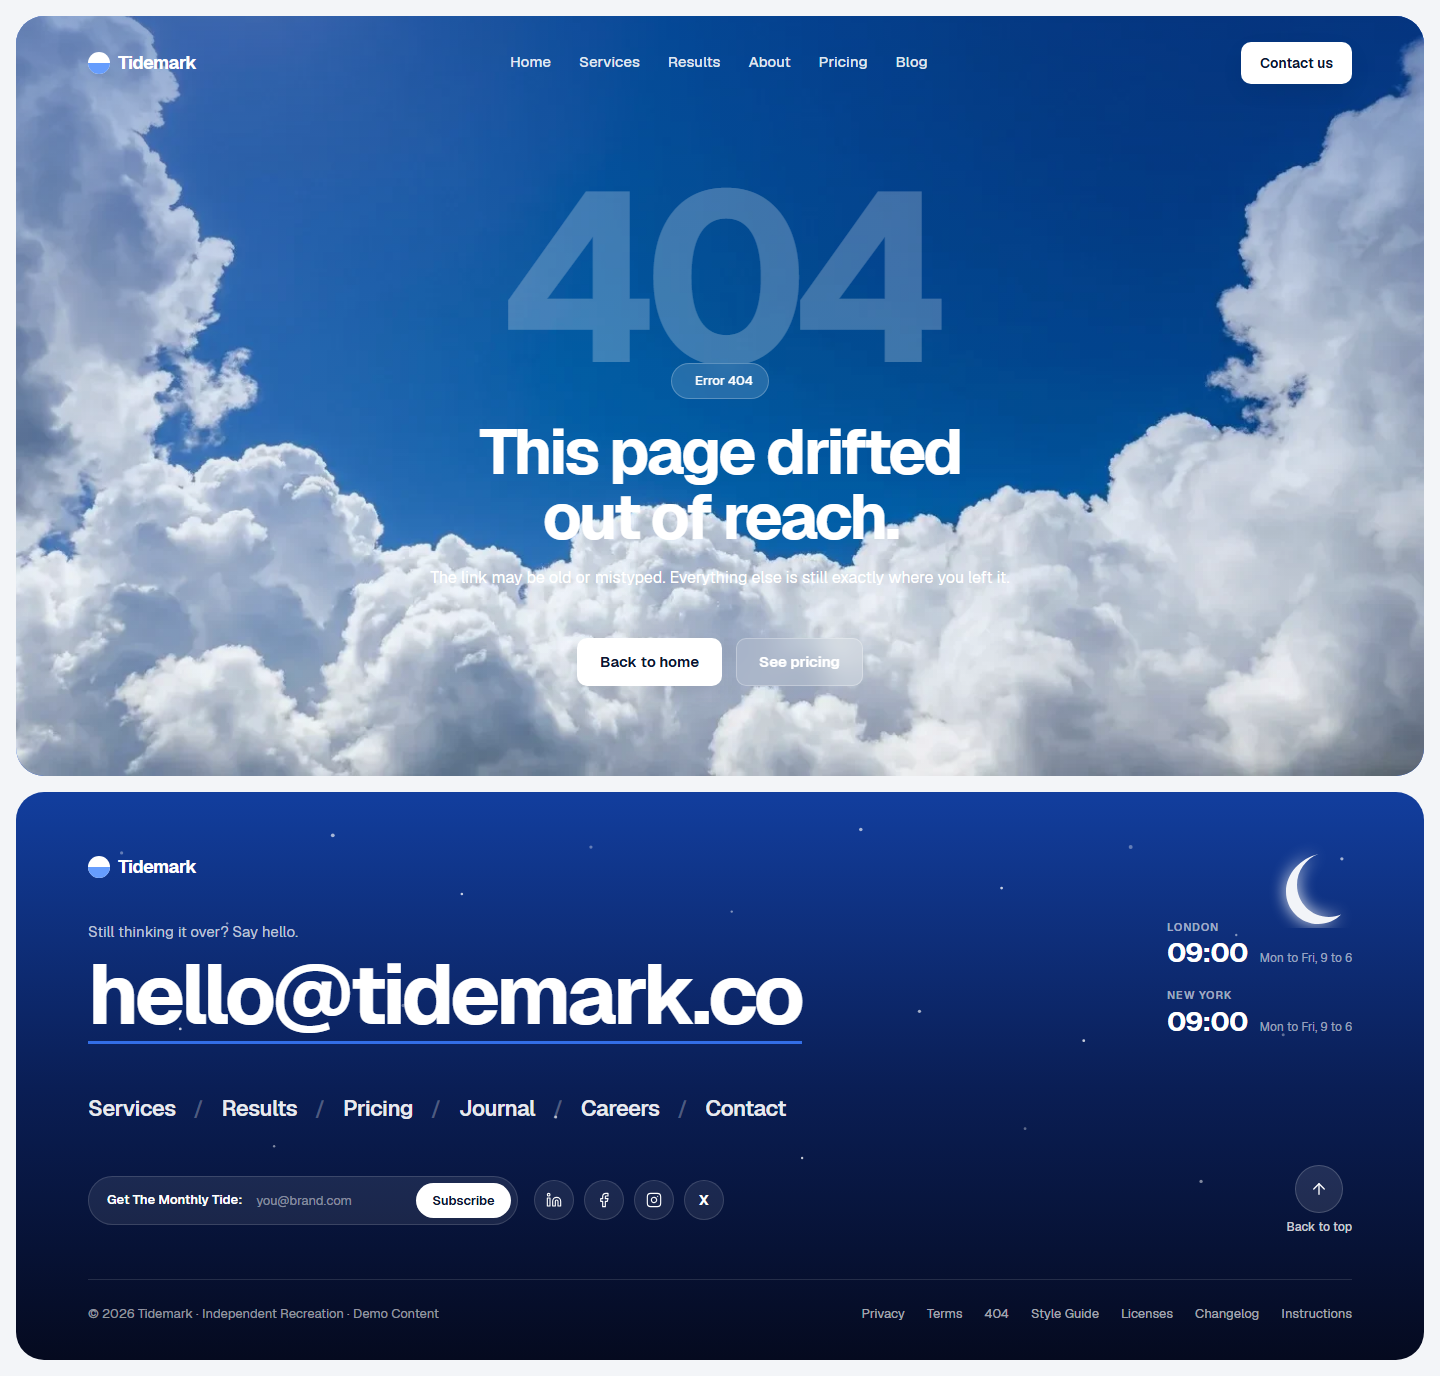 Tidemark
Home Services Results About Pricing Blog
Contact us
404
Error 404
This page drifted
out of reach.
The link may be old or mistyped. Everything else is still exactly where you left it.
Back to home
See pricing
Tidemark
Still thinking it over? Say hello.
hello@tidemark.co
LONDON
09:00 Mon to Fri, 9 to 6
NEW YORK
09:00 Mon to Fri, 9 to 6
Services / Results / Pricing / Journal / Careers / Contact
Get The Monthly Tide: you@brand.com Subscribe
in f X
Back to top
© 2026 Tidemark · Independent Recreation · Demo Content
Privacy Terms 404 Style Guide Licenses Changelog Instructions